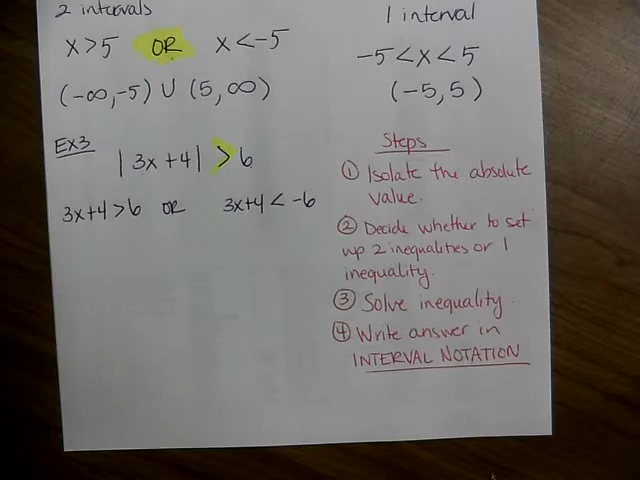 2 intervals
x > 5 OR x < -5
(-∞, -5) ∪ (5, ∞)
1 interval
-5 < x < 5
(-5, 5)
Ex3
| 3x + 4 | > 6
3x+4 > 6 OR 3x+4 < -6
Steps
① Isolate the absolute
value.
② Decide whether to set
up 2 inequalities or 1
inequality.
③ Solve inequality.
④ Write answer in
INTERVAL NOTATION